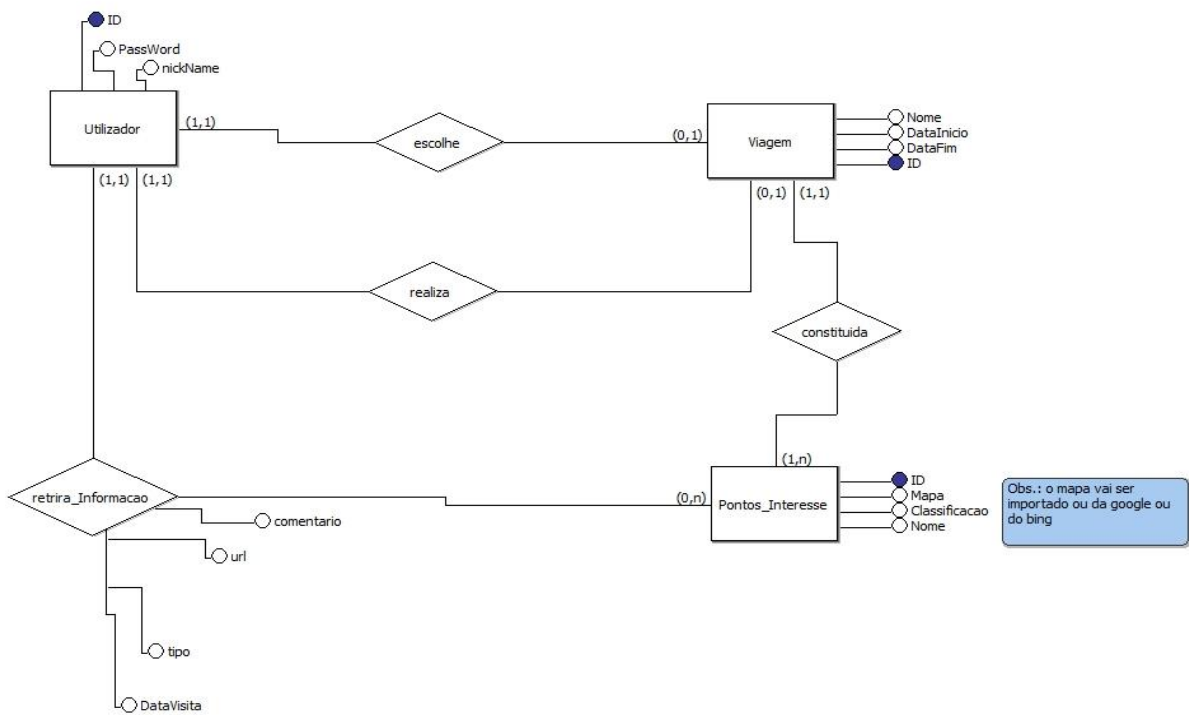 ID
PassWord
nickName
Utilizador
(1,1)
escolhe
(0,1)
Viagem
Nome
DataInicio
DataFim
ID
(1,1)
(1,1)
(0,1)
(1,1)
realiza
constituida
(1,n)
retrira_Informacao
(0,n)
Pontos_Interesse
ID
Mapa
Classificacao
Nome
Obs.: o mapa vai ser
importado ou da google ou
do bing
comentario
url
tipo
DataVisita